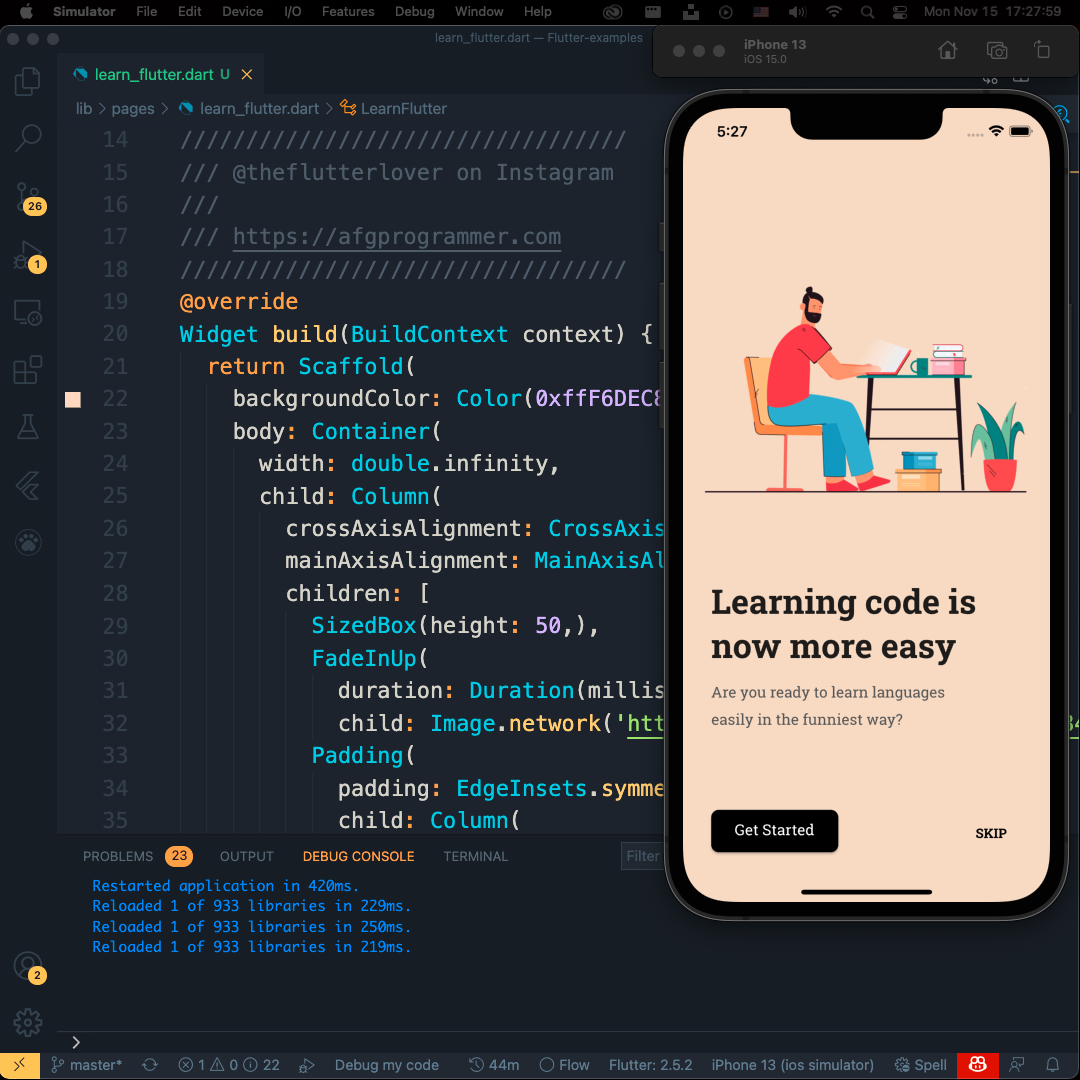 Simulator File Edit Device I/O Features Debug Window Help Mon Nov 15 17:27:59
learn_flutter.dart — Flutter-examples
iPhone 13
iOS 15.0
learn_flutter.dart U
lib > pages > learn_flutter.dart > LearnFlutter
14 //////////////////////////////////
15 /// @theflutterlover on Instagram
16 ///
17 /// https://afgprogrammer.com
18 //////////////////////////////////
19 @override
20 Widget build(BuildContext context) {
21 return Scaffold(
22 backgroundColor: Color(0xffF6DEC8
23 body: Container(
24 width: double.infinity,
25 child: Column(
26 crossAxisAlignment: CrossAxis
27 mainAxisAlignment: MainAxisAl
28 children: [
29 SizedBox(height: 50,),
30 FadeInUp(
31 duration: Duration(millis
32 child: Image.network('htt
33 Padding(
34 padding: EdgeInsets.symme
35 child: Column(
26
1
2
5:27
Learning code is
now more easy
Are you ready to learn languages
easily in the funniest way?
Get Started SKIP
PROBLEMS 23 OUTPUT DEBUG CONSOLE TERMINAL Filter
Restarted application in 420ms.
Reloaded 1 of 933 libraries in 229ms.
Reloaded 1 of 933 libraries in 250ms.
Reloaded 1 of 933 libraries in 219ms.
>
master* 1 0 22 Debug my code 44m Flow Flutter: 2.5.2 iPhone 13 (ios simulator) Spell